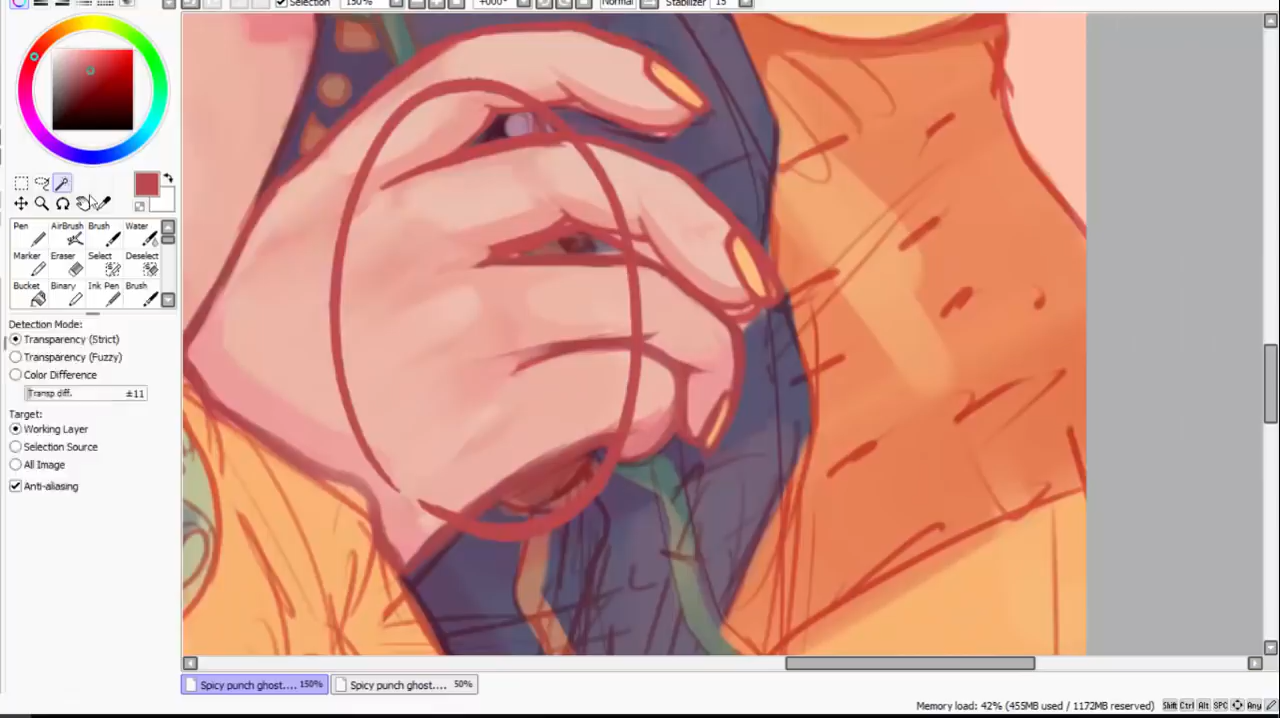 Selection 150% +000° Normal Stabilizer 15
Pen AirBrush Brush Water
Marker Eraser Select Deselect
Bucket Binary Ink Pen Brush
Detection Mode:
Transparency (Strict)
Transparency (Fuzzy)
Color Difference
Transp diff. ±11
Target:
Working Layer
Selection Source
All Image
Anti-aliasing
Spicy punch ghost.... 150% Spicy punch ghost.... 50%
Memory load: 42% (455MB used / 1172MB reserved) Shift Ctrl Alt SPC Any